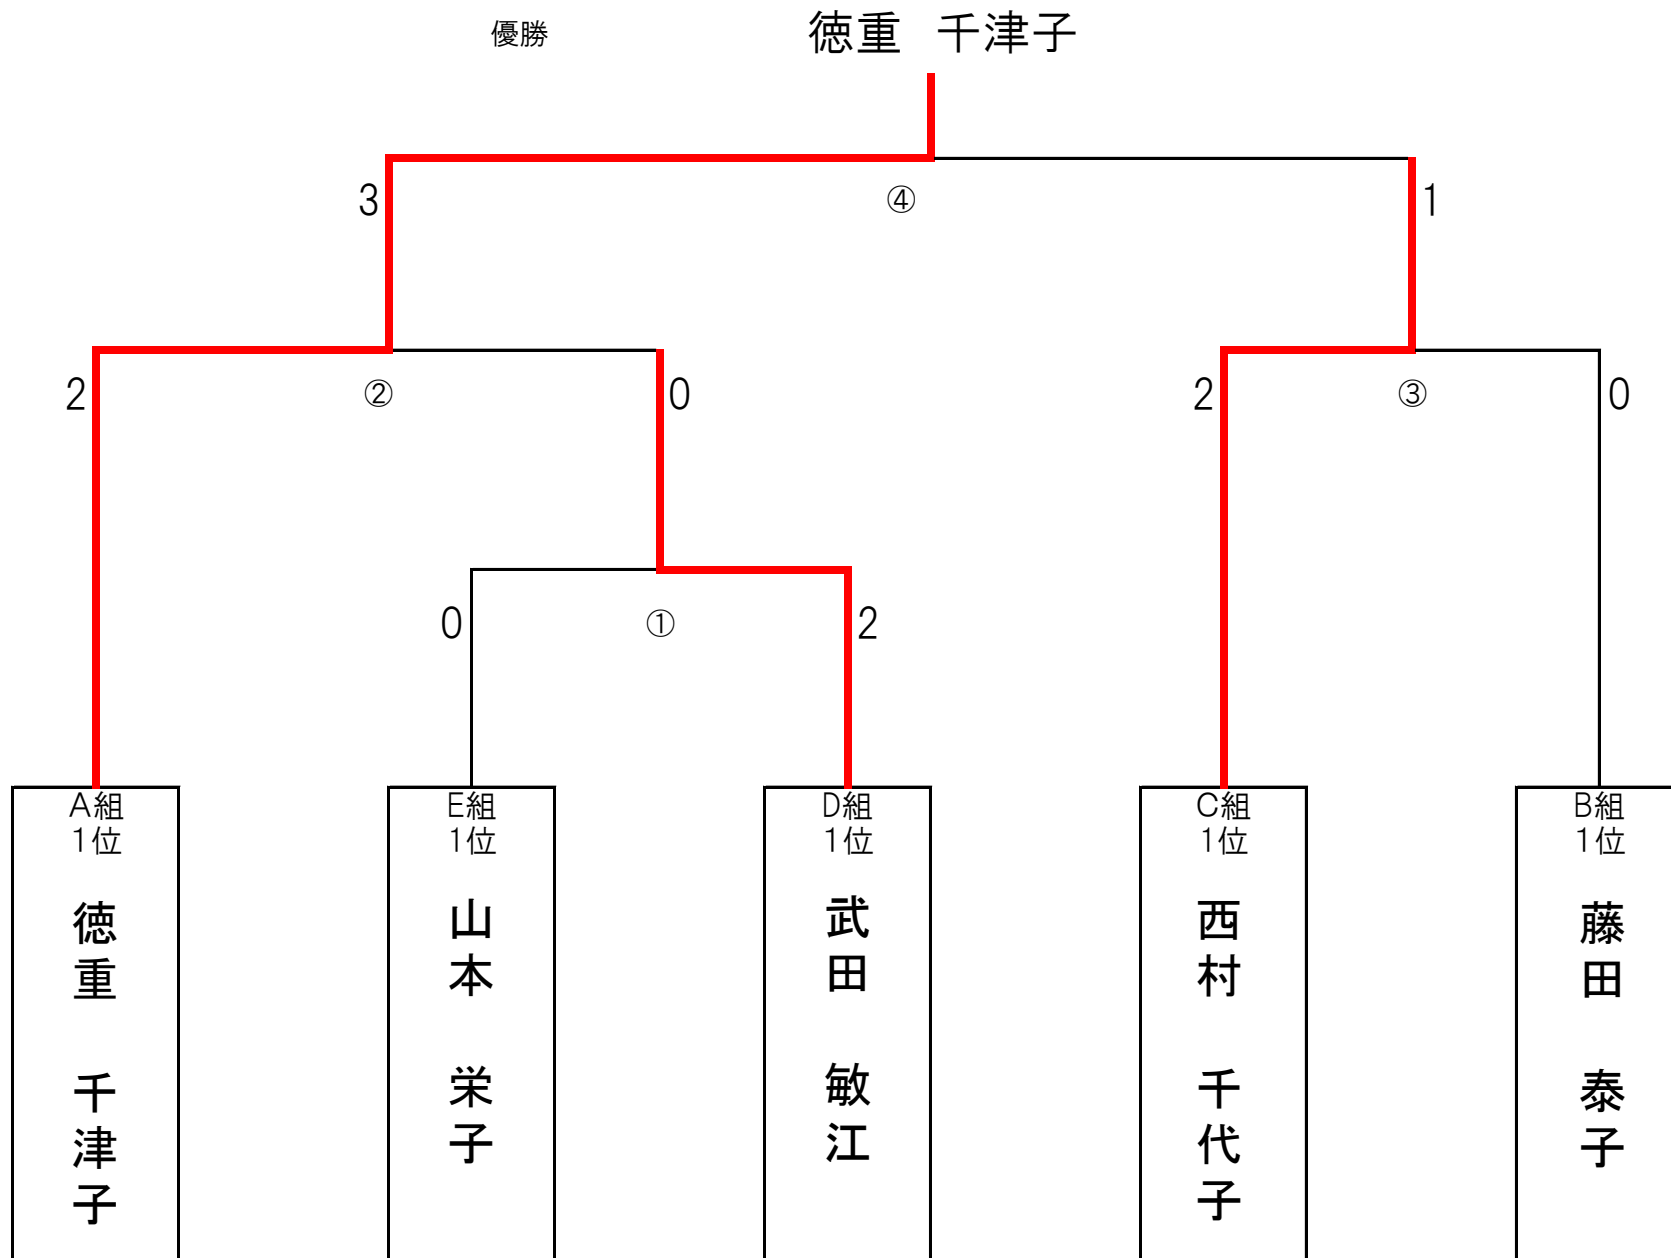 優勝 徳重 千津子
3 ④ 1
2 ② 0 2 ③ 0
0 ① 2
A組
1位
徳重 千津子
E組
1位
山本 栄子
D組
1位
武田 敏江
C組
1位
西村 千代子
B組
1位
藤田 泰子